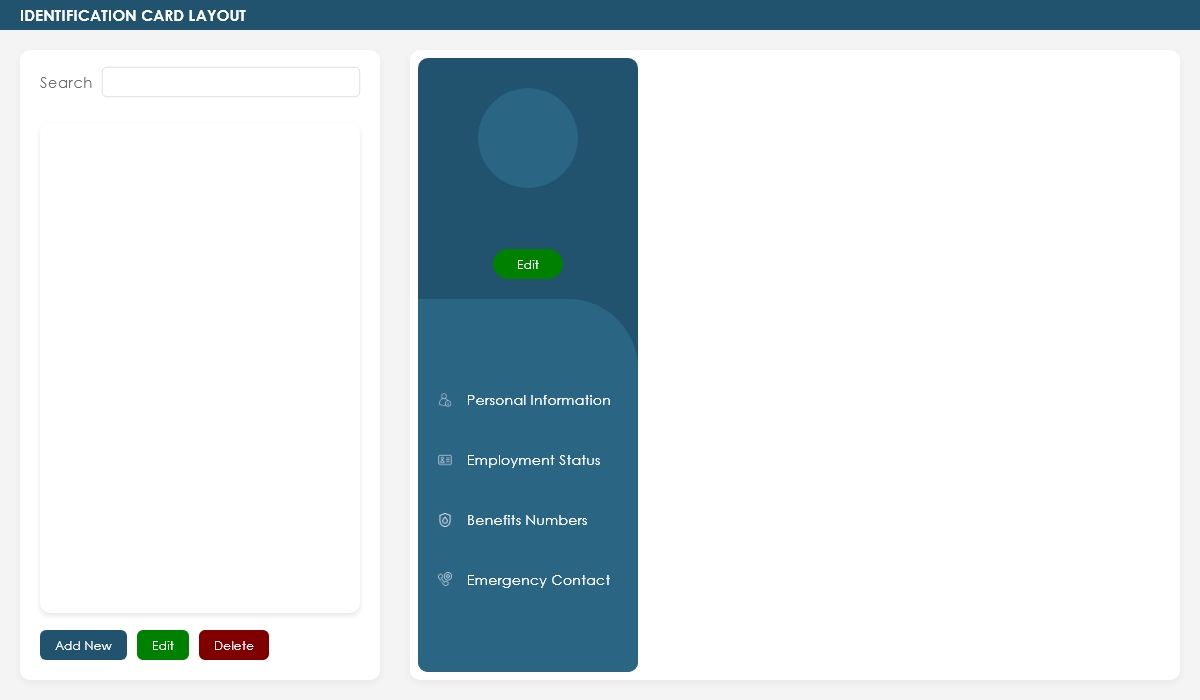 IDENTIFICATION CARD LAYOUT
Search
Add New
Edit
Delete
Edit
Personal Information
Employment Status
Benefits Numbers
Emergency Contact